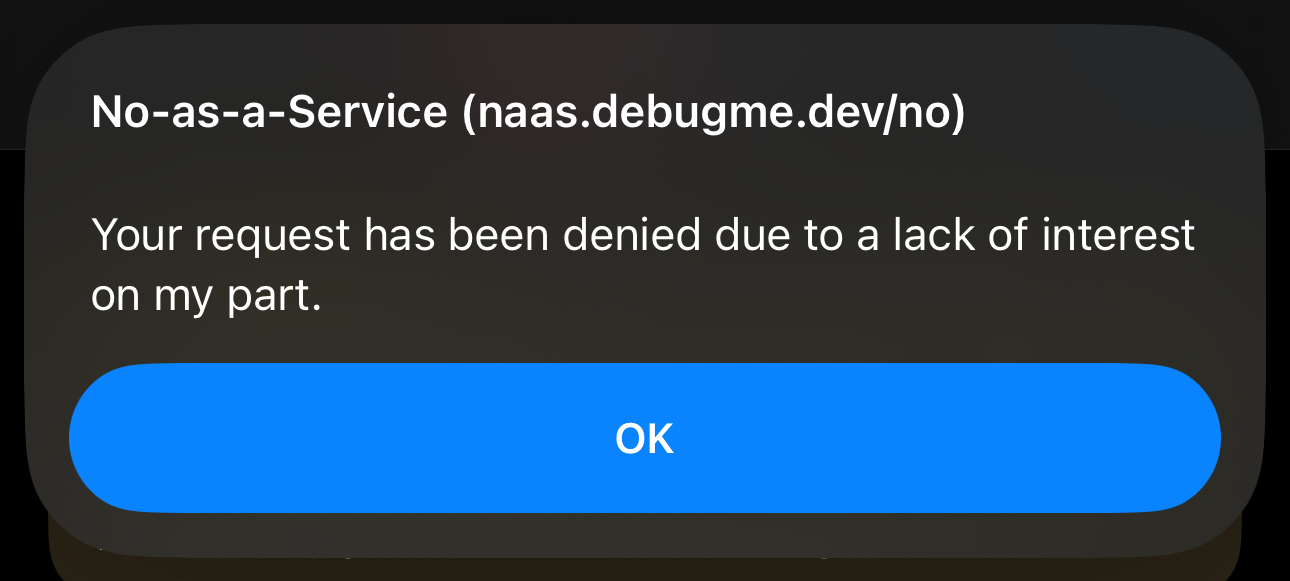 No-as-a-Service (naas.debugme.dev/no)
Your request has been denied due to a lack of interest
on my part.
OK